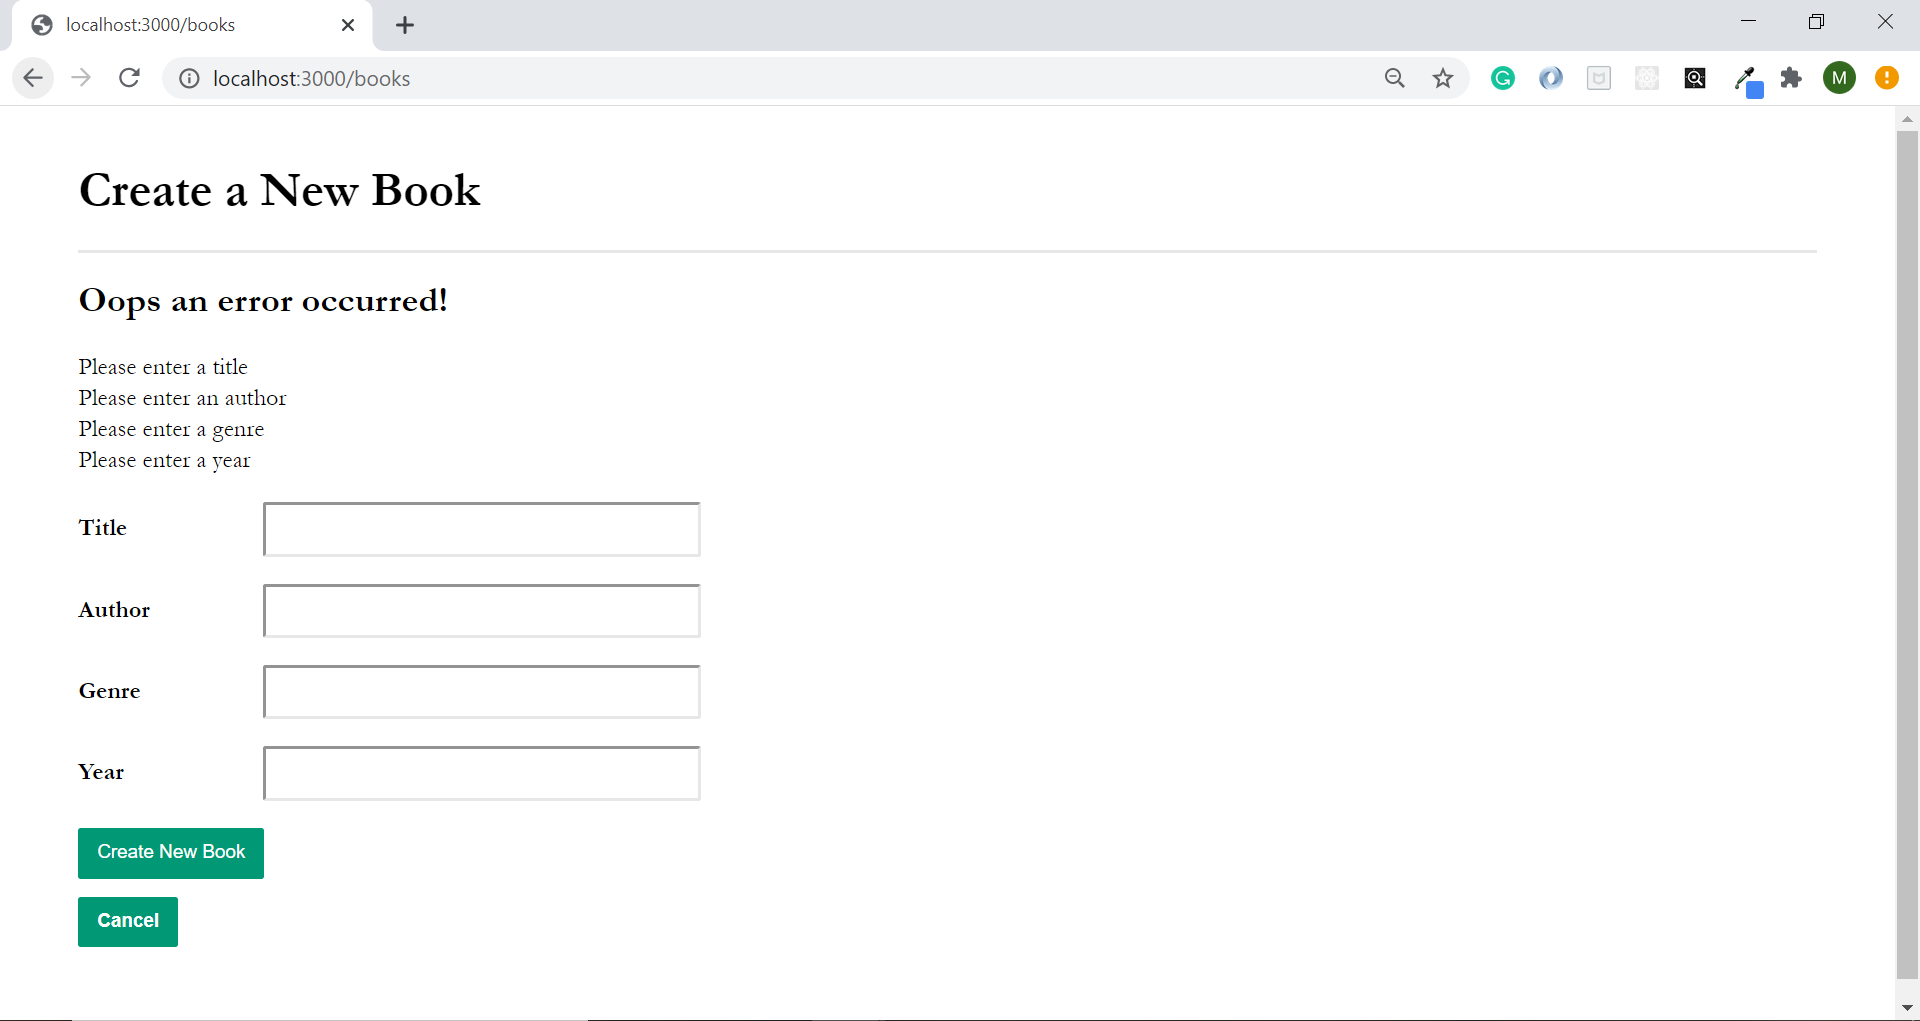 localhost:3000/books
localhost:3000/books
M
Create a New Book
Oops an error occurred!
Please enter a title
Please enter an author
Please enter a genre
Please enter a year
Title
Author
Genre
Year
Create New Book
Cancel